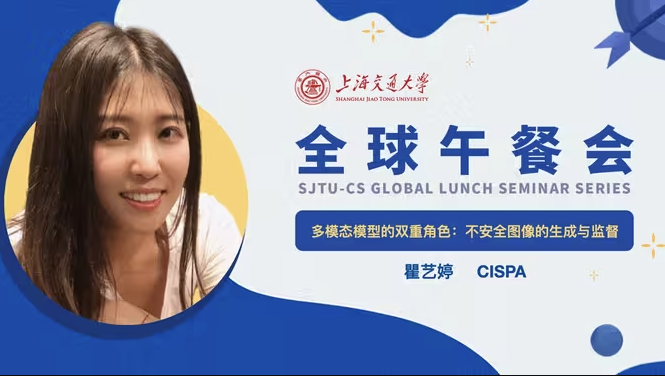 上海交通大学
SHANGHAI JIAO TONG UNIVERSITY
全球午餐会
SJTU-CS GLOBAL LUNCH SEMINAR SERIES
多模态模型的双重角色：不安全图像的生成与监督
瞿艺婷 CISPA